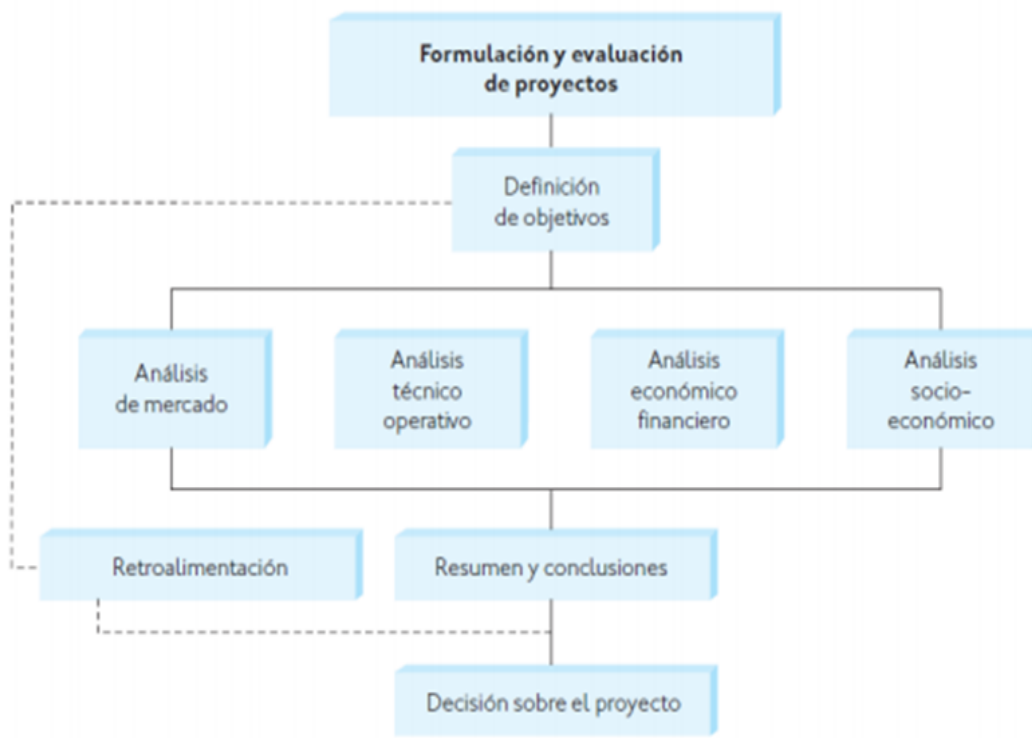 Formulación y evaluación
de proyectos
Definición
de objetivos
Análisis
de mercado
Análisis
técnico
operativo
Análisis
económico
financiero
Análisis
socio-
económico
Retroalimentación
Resumen y conclusiones
Decisión sobre el proyecto